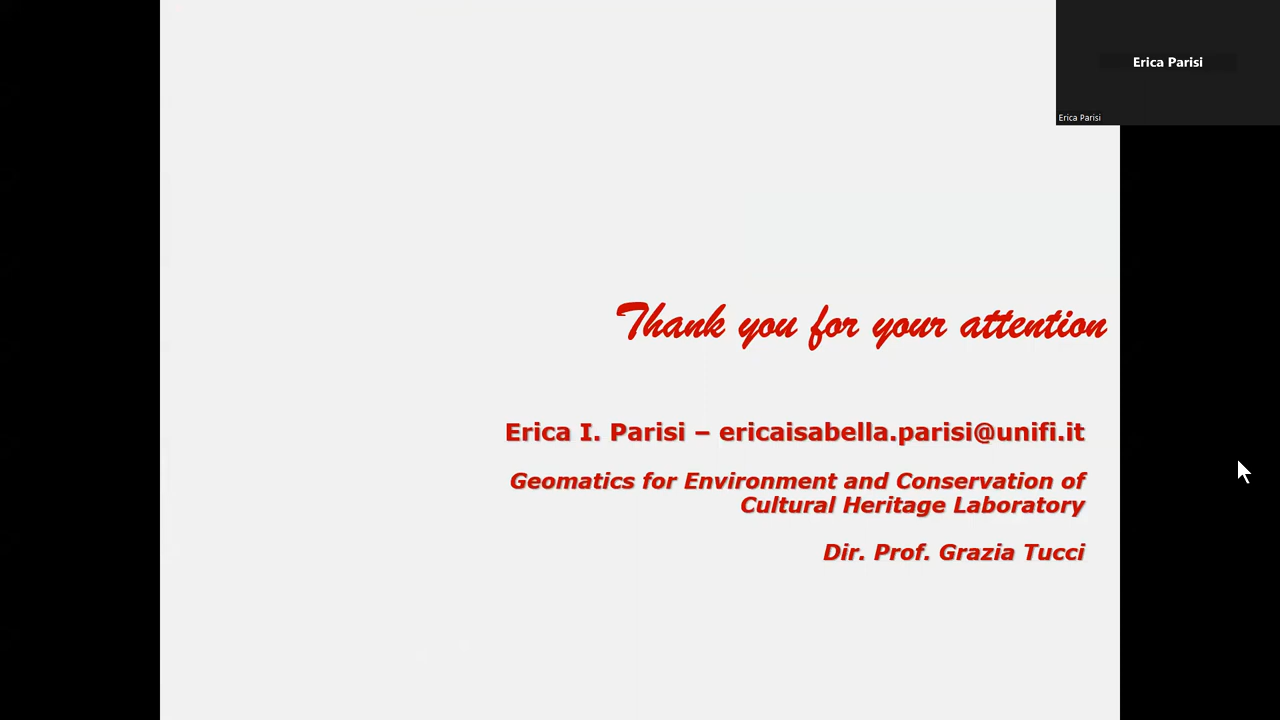 Erica Parisi
Erica Parisi
Thank you for your attention
Erica I. Parisi – ericaisabella.parisi@unifi.it
Geomatics for Environment and Conservation of
Cultural Heritage Laboratory
Dir. Prof. Grazia Tucci